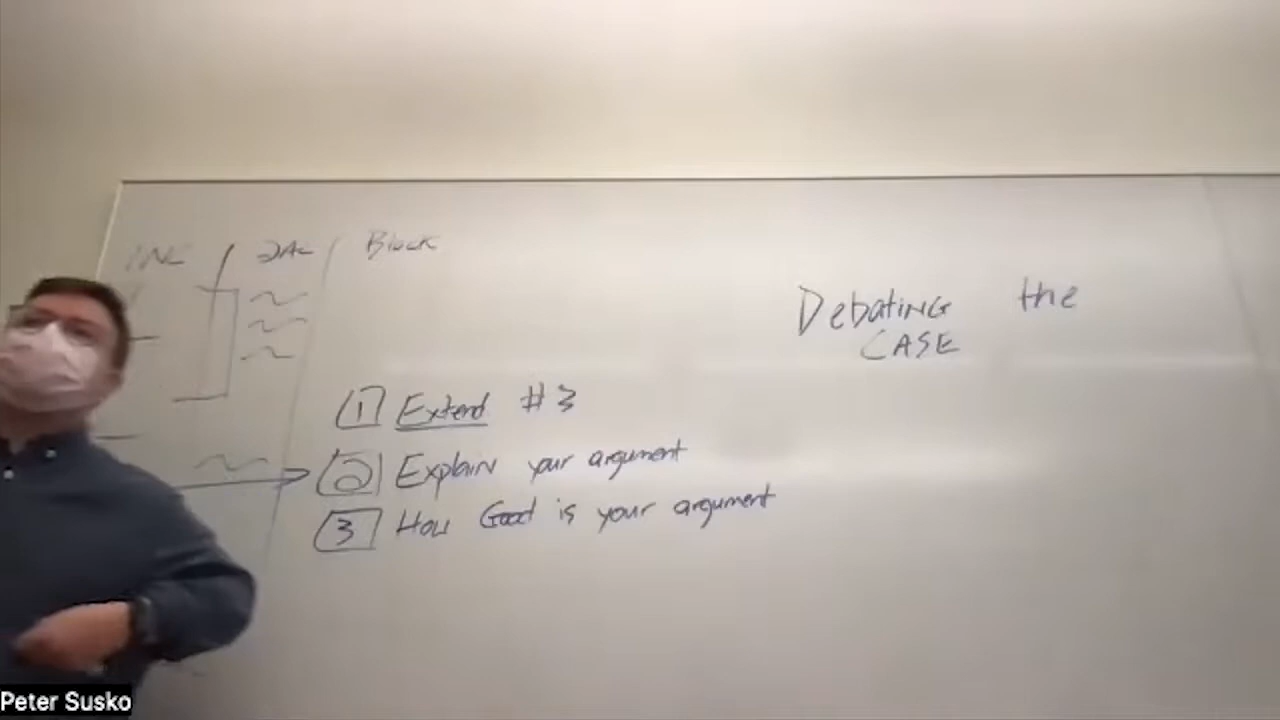 1NC 2AC Block
Debating the
CASE
1 Extend #3
2 Explain your argument
3 How Good is your argument
Peter Susko